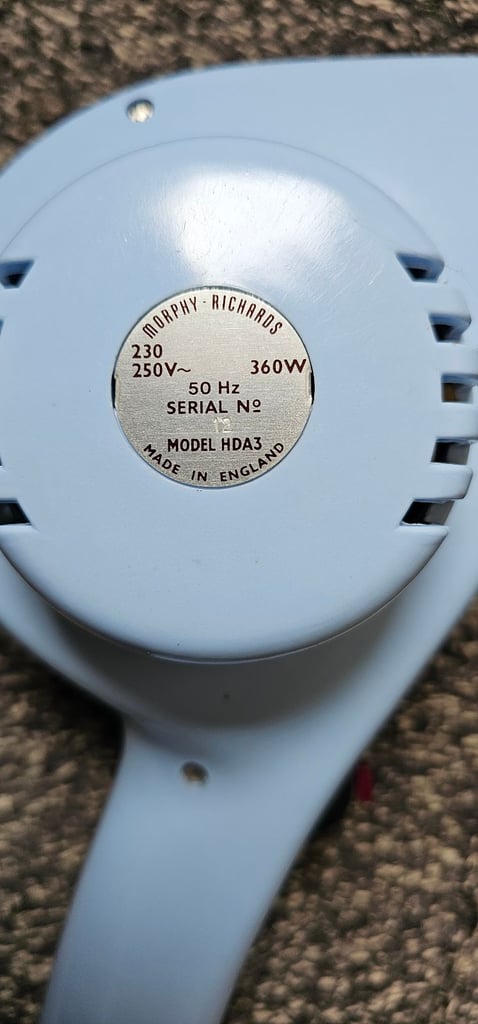 MORPHY-RICHARDS
230
250V~ 360W
50 Hz
SERIAL Nº
12
MODEL HDA3
MADE IN ENGLAND